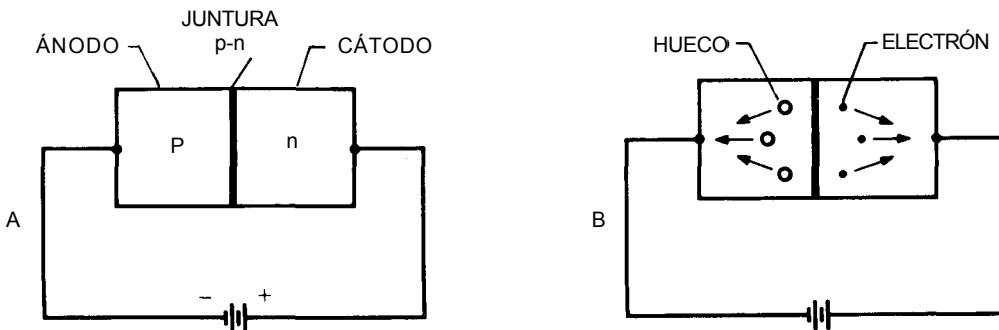 JUNTURA
p-n
ÁNODO
CÁTODO
P
n
A
– +
HUECO
ELECTRÓN
B